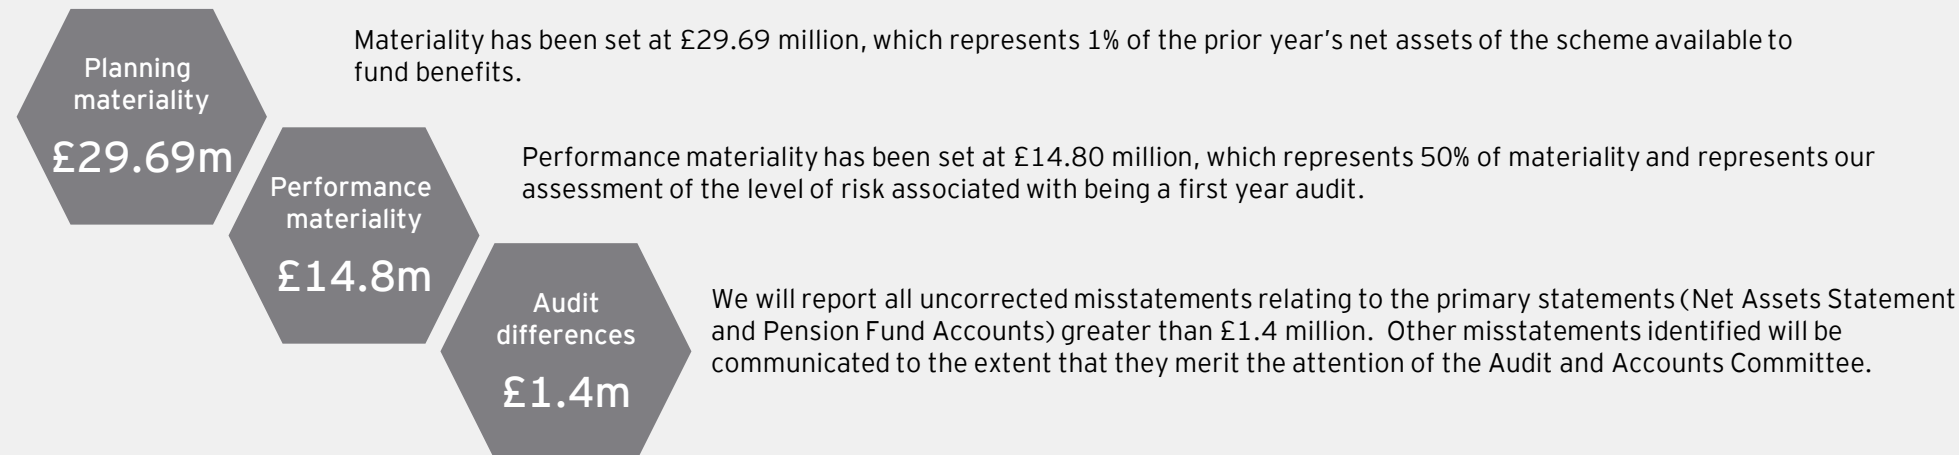 Planning
materiality
£29.69m
Materiality has been set at £29.69 million, which represents 1% of the prior year's net assets of the scheme available to
fund benefits.
Performance
materiality
£14.8m
Performance materiality has been set at £14.80 million, which represents 50% of materiality and represents our
assessment of the level of risk associated with being a first year audit.
Audit
differences
£1.4m
We will report all uncorrected misstatements relating to the primary statements (Net Assets Statement
and Pension Fund Accounts) greater than £1.4 million.  Other misstatements identified will be
communicated to the extent that they merit the attention of the Audit and Accounts Committee.